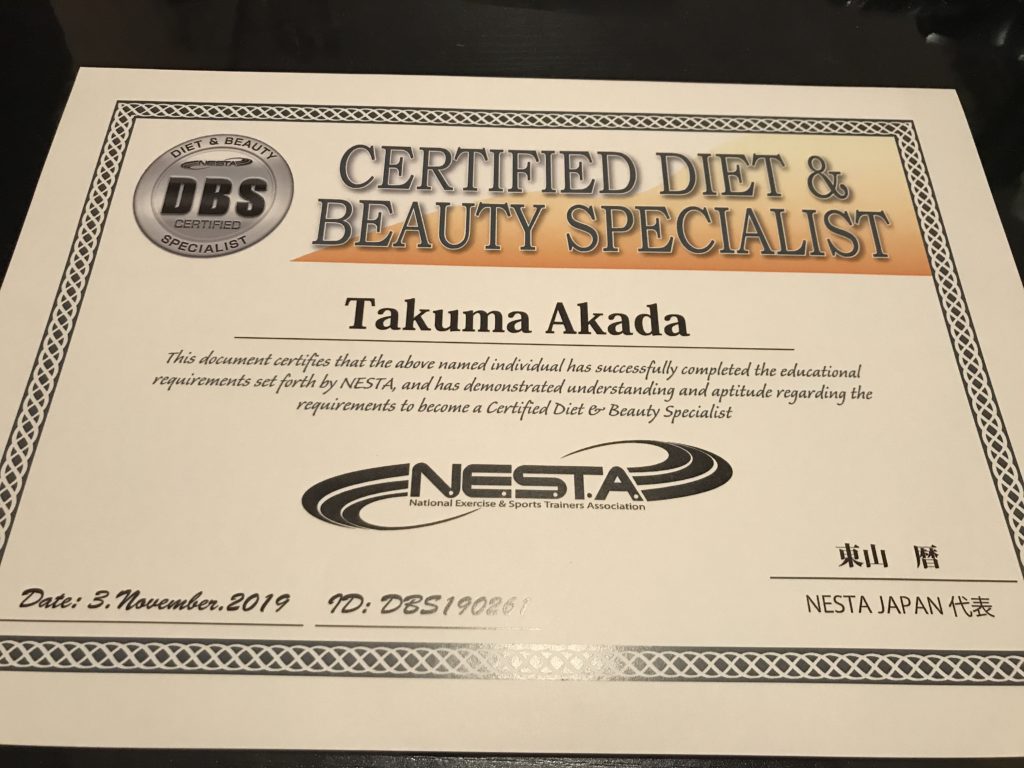 DIET & BEAUTY
NESTA
DBS
CERTIFIED
SPECIALIST
CERTIFIED DIET &
BEAUTY SPECIALIST
Takuma Akada
This document certifies that the above named individual has successfully completed the educational
requirements set forth by NESTA, and has demonstrated understanding and aptitude regarding the
requirements to become a Certified Diet & Beauty Specialist
N.E.S.T.A.
National Exercise & Sports Trainers Association
東山 暦
NESTA JAPAN 代表
Date: 3.November.2019
ID: DBS190261